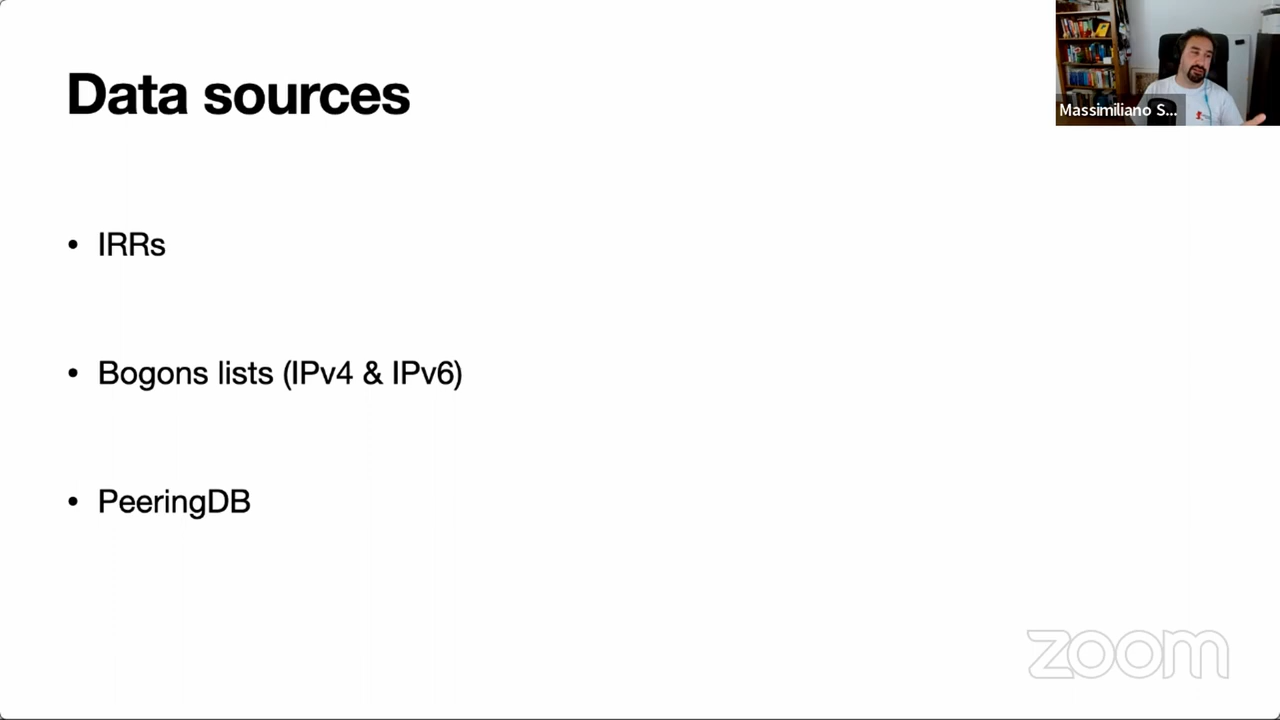 Data sources
Massimiliano S...
• IRRs
• Bogons lists (IPv4 & IPv6)
• PeeringDB
zoom